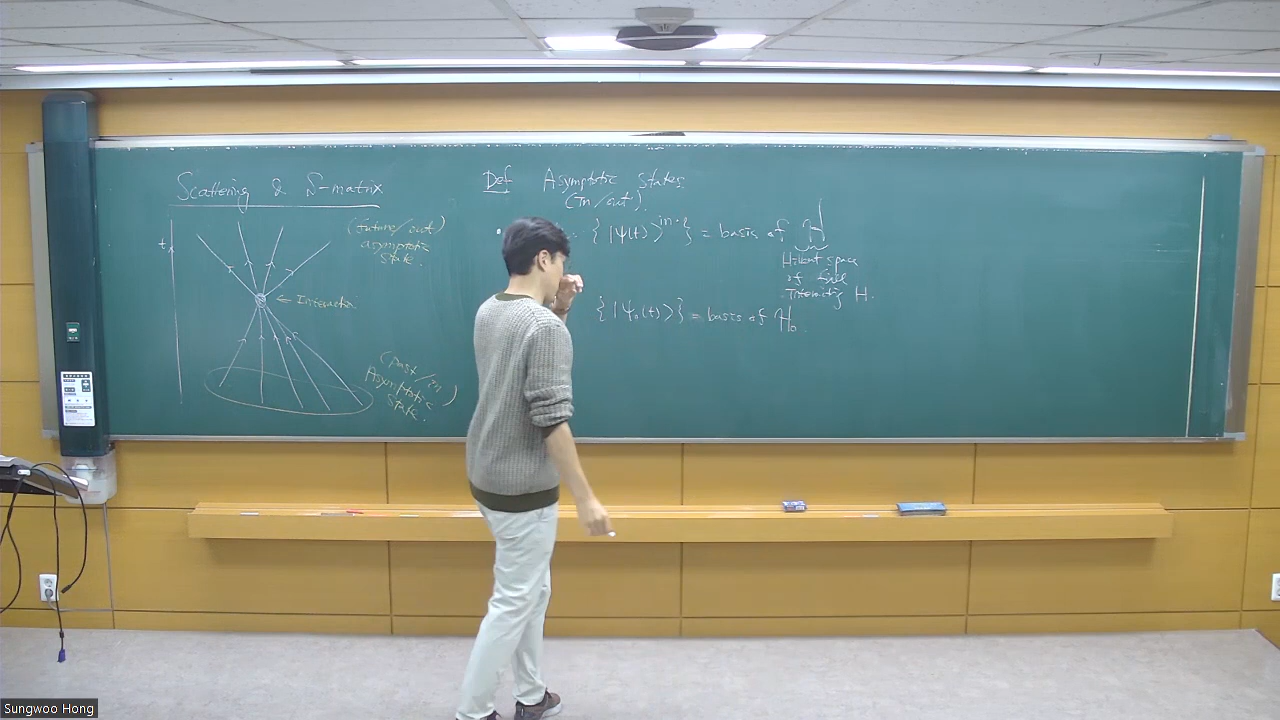 Scattering & S-matrix
t
(future/out)
asymptotic
state.
← Interaction
(past/in
Asymptotic
state.
)
Def Asymptotic States.
(in/out)
{ |ψ(t)⟩^in } = basis of H
Hilbert space
of full
Interacting H.
{ |ψ₀(t)⟩ } = basis of H₀.
Sungwoo Hong